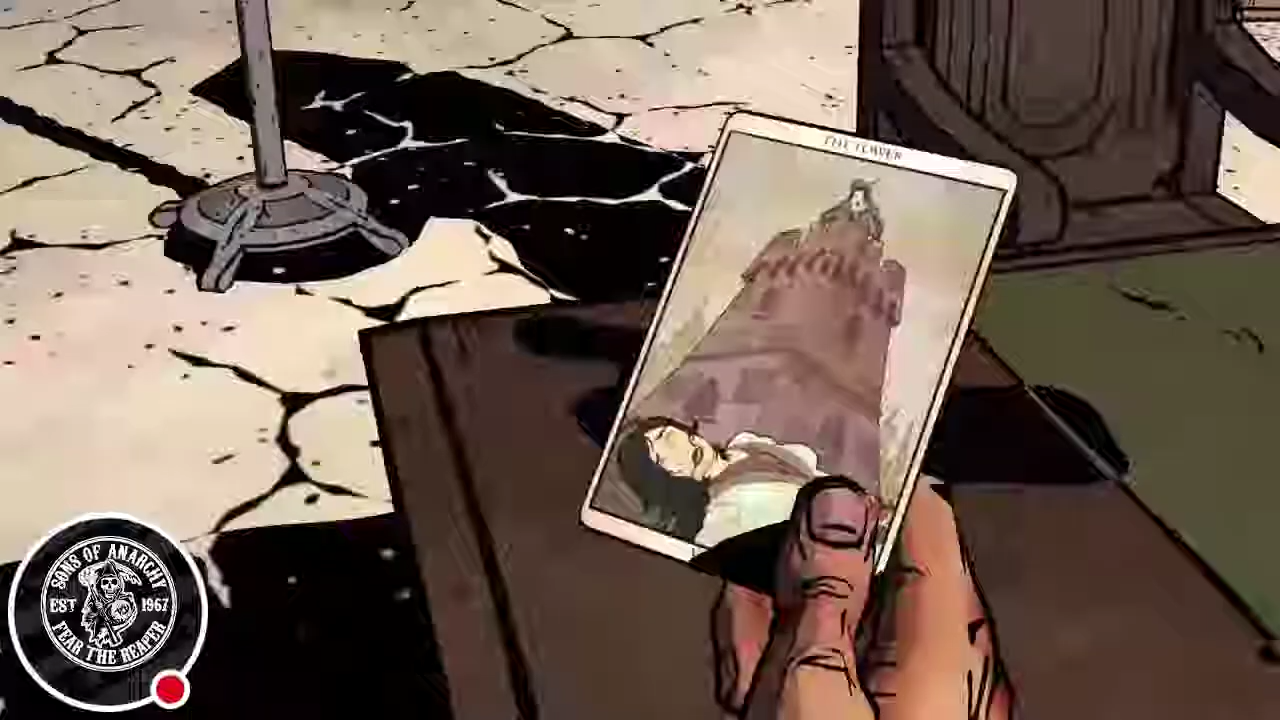 THE TOWER
SONS OF ANARCHY
EST 1967
FEAR THE REAPER